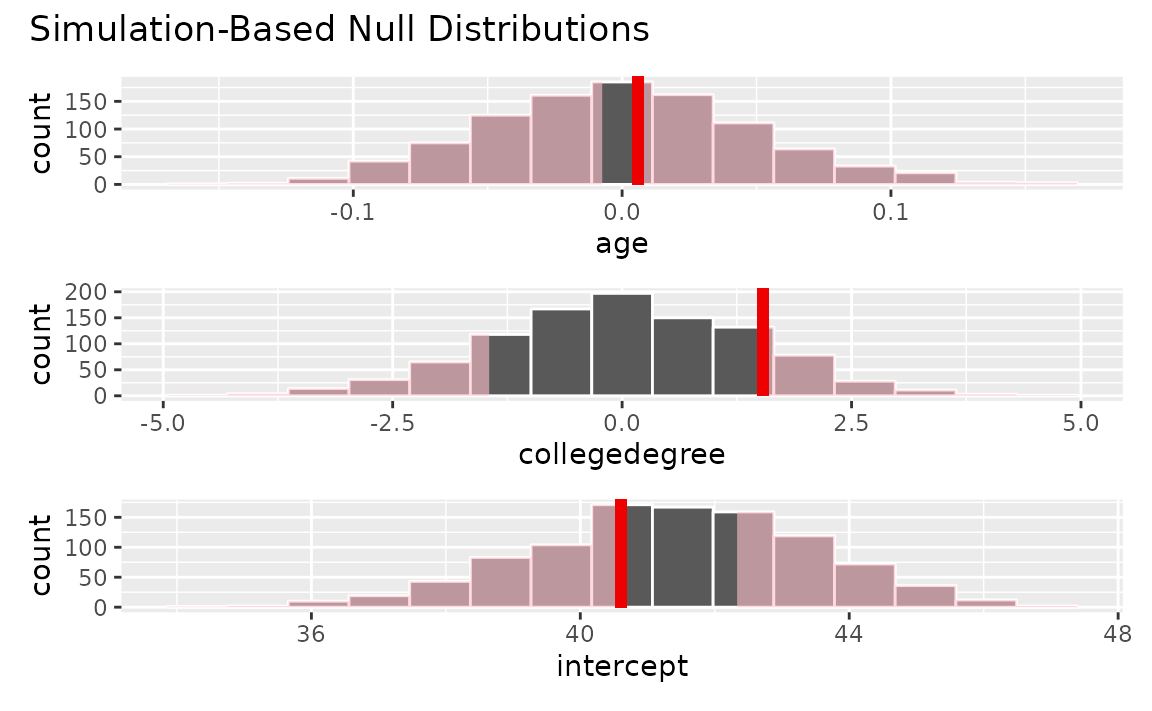 Simulation-Based Null Distributions
count
150
100
50
0
-0.1 0.0 0.1
age
count
200
150
100
50
0
-5.0 -2.5 0.0 2.5 5.0
collegedegree
count
150
100
50
0
36 40 44 48
intercept